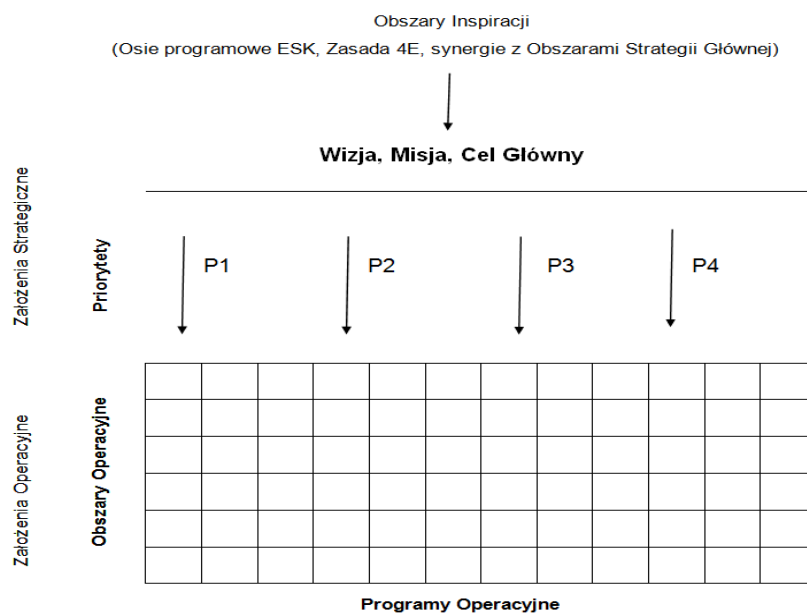 Obszary Inspiracji
(Osie programowe ESK, Zasada 4E, synergie z Obszarami Strategii Głównej)
Wizja, Misja, Cel Główny
Założenia Strategiczne
Priorytety
P1
P2
P3
P4
Założenia Operacyjne
Obszary Operacyjne
Programy Operacyjne